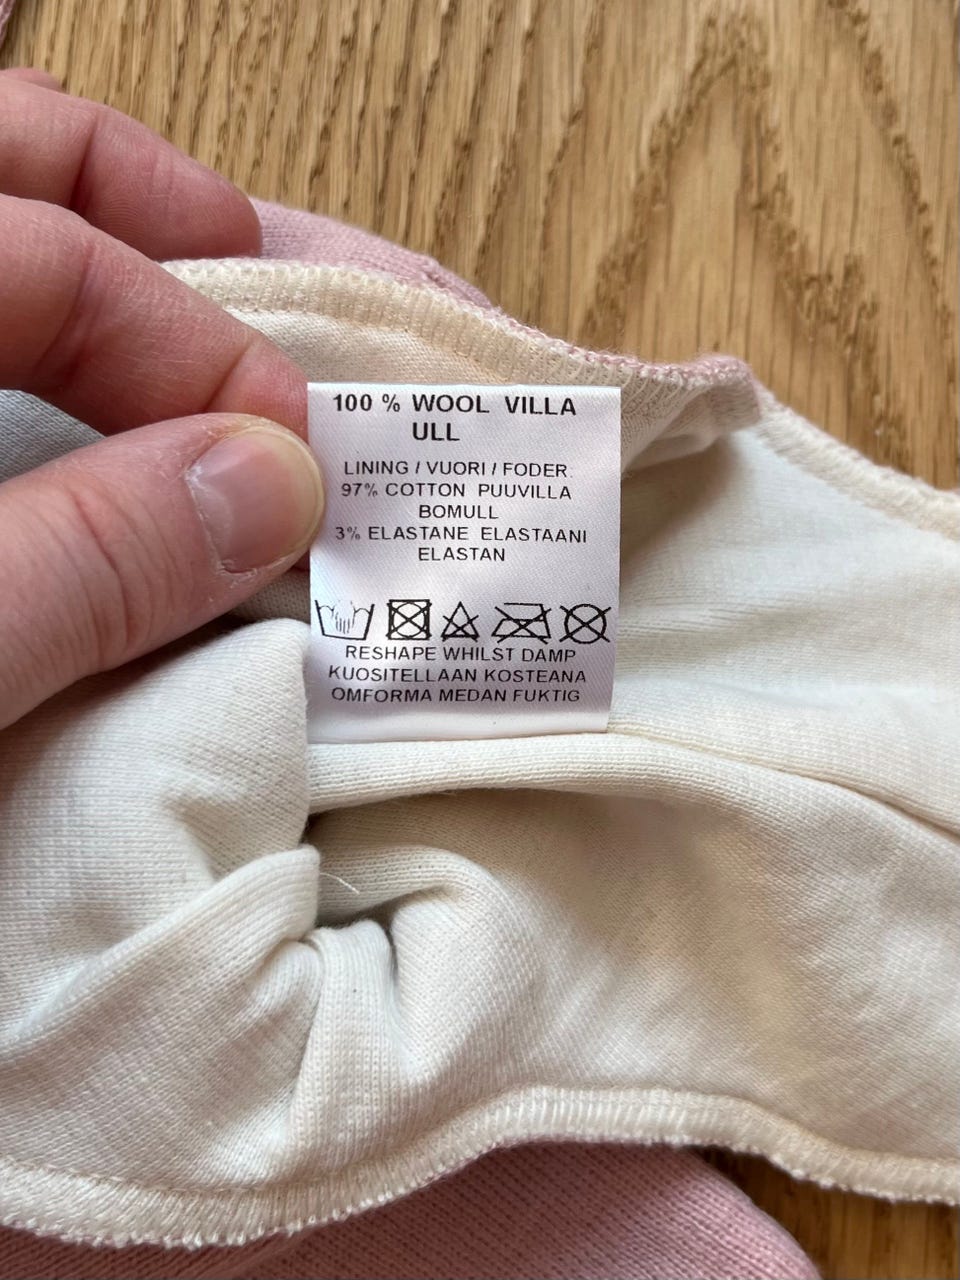 100 % WOOL VILLA
ULL
LINING / VUORI / FODER.
97% COTTON PUUVILLA
BOMULL
3% ELASTANE ELASTAANI
ELASTAN
RESHAPE WHILST DAMP
KUOSITELLAAN KOSTEANA
OMFORMA MEDAN FUKTIG